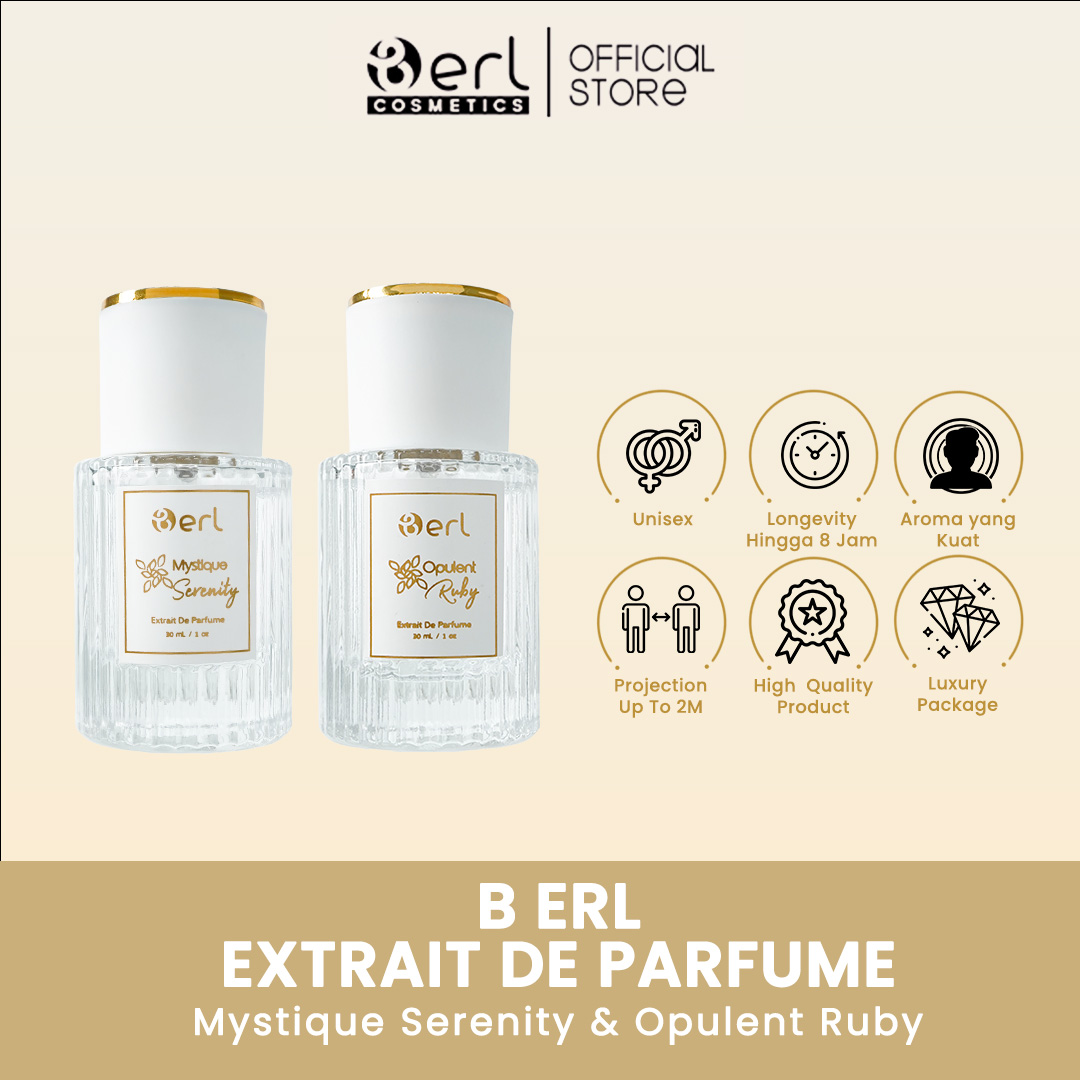 Berl
COSMETICS
OFFICIAL
STORE
Berl
Mystique
Serenity
Extrait De Parfume
30 mL / 1 oz
Berl
Opulent
Ruby
Extrait De Parfume
30 mL / 1 oz
Unisex
Longevity
Hingga 8 Jam
Aroma yang
Kuat
Projection
Up To 2M
High Quality
Product
Luxury
Package
B ERL
EXTRAIT DE PARFUME
Mystique Serenity & Opulent Ruby